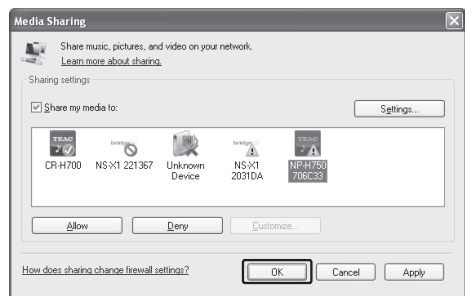 Media Sharing
Share music, pictures, and video on your network.
Learn more about sharing.
Sharing settings
Share my media to:
Settings...
TEAC
bridge
bridge
TEAC
CR-H700 NS-X1 221367 Unknown NS-X1 NP-H750
Device 2031DA 706C33
Allow Deny Customize...
How does sharing change firewall settings? OK Cancel Apply